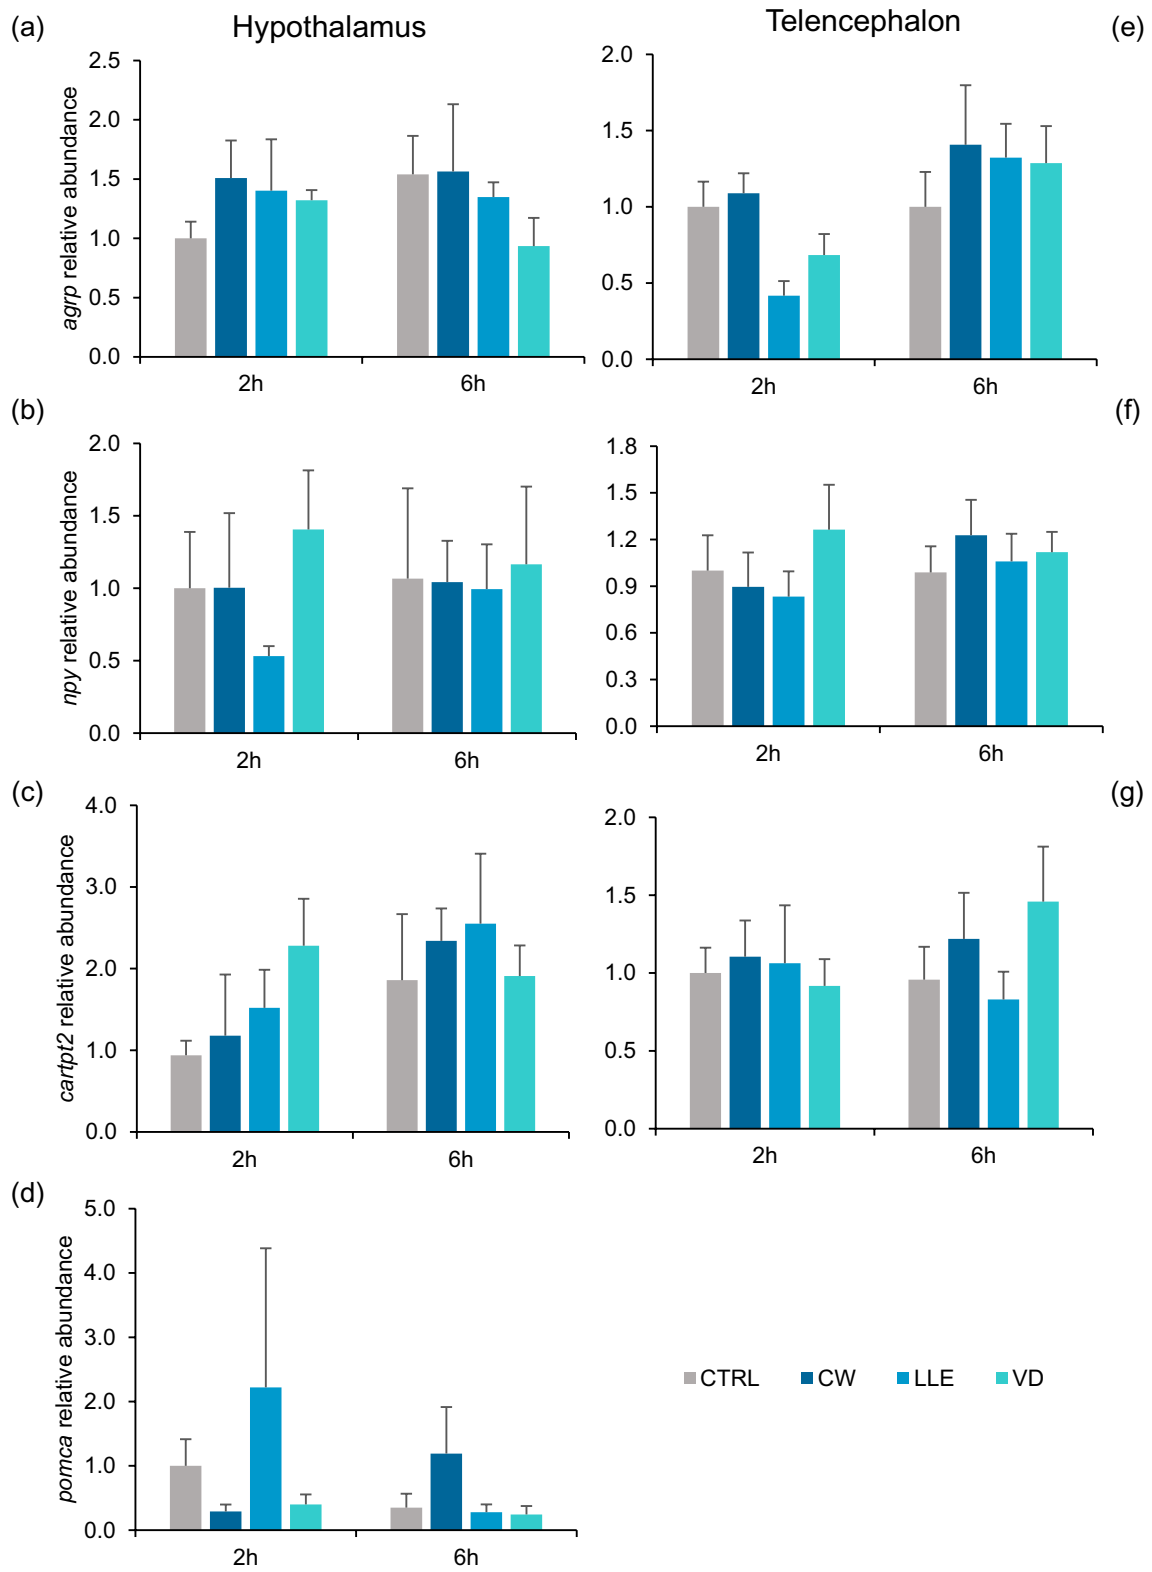 (a)
Hypothalamus
agrp relative abundance
2.5
2.0
1.5
1.0
0.5
0.0
2h 6h
Telencephalon
(e)
2.0
1.5
1.0
0.5
0.0
2h 6h
(b)
npy relative abundance
2.0
1.5
1.0
0.5
0.0
2h 6h
(f)
1.8
1.5
1.2
0.9
0.6
0.3
0.0
2h 6h
(c)
cartpt2 relative abundance
4.0
3.0
2.0
1.0
0.0
2h 6h
(g)
2.0
1.5
1.0
0.5
0.0
2h 6h
(d)
pomca relative abundance
5.0
4.0
3.0
2.0
1.0
0.0
2h 6h
CTRL CW LLE VD